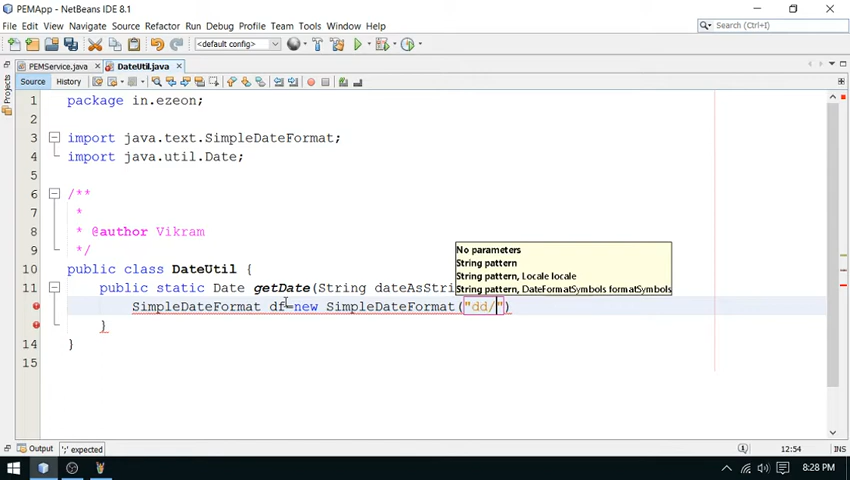 PEMApp - NetBeans IDE 8.1
File Edit View Navigate Source Refactor Run Debug Profile Team Tools Window Help
Search (Ctrl+I)
<default config>
PEMService.java DateUtil.java
Source History
Projects
1 package in.ezeon;
2
3 import java.text.SimpleDateFormat;
4 import java.util.Date;
5
6 /**
7 *
8 * @author Vikram
9 */
10 public class DateUtil {
11 public static Date getDate(String dateAsStri
SimpleDateFormat df=new SimpleDateFormat("dd/")
}
14 }
15
No parameters
String pattern
String pattern, Locale locale
String pattern, DateFormatSymbols formatSymbols
Output ';' expected
12:54 INS
8:28 PM